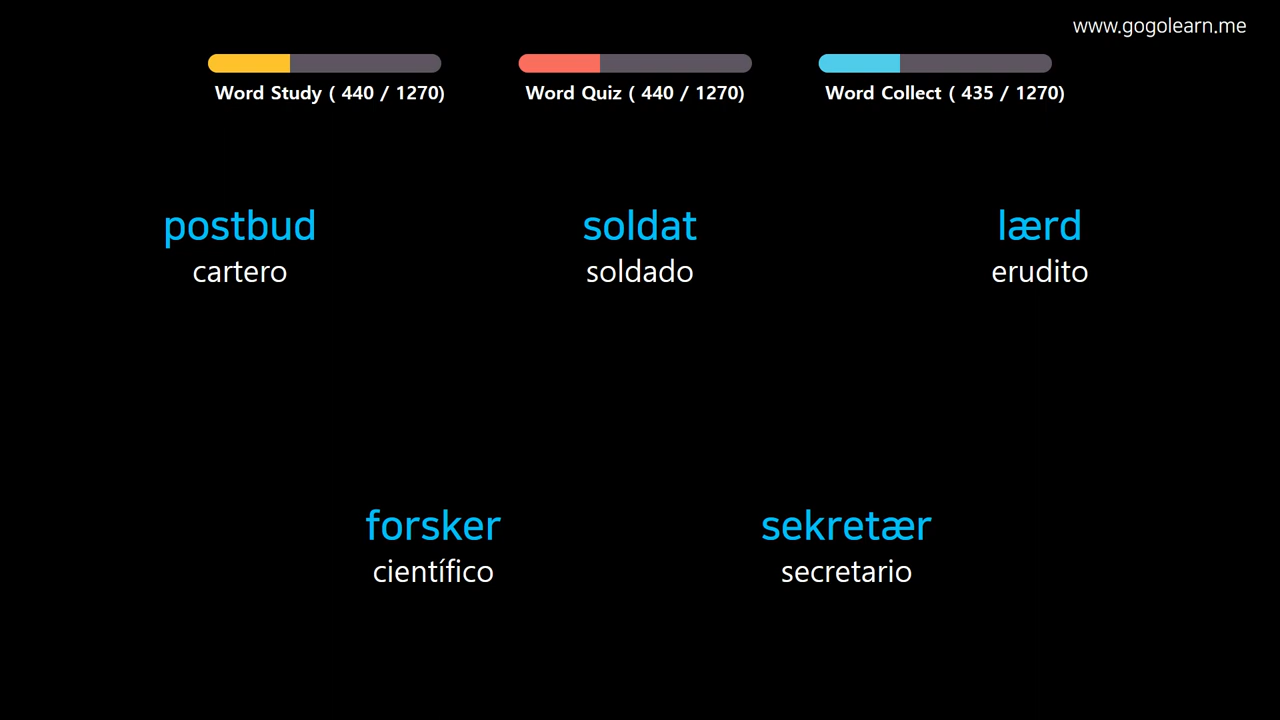 www.gogolearn.me
Word Study ( 440 / 1270)
Word Quiz ( 440 / 1270)
Word Collect ( 435 / 1270)
postbud
cartero
soldat
soldado
lærd
erudito
forsker
científico
sekretær
secretario